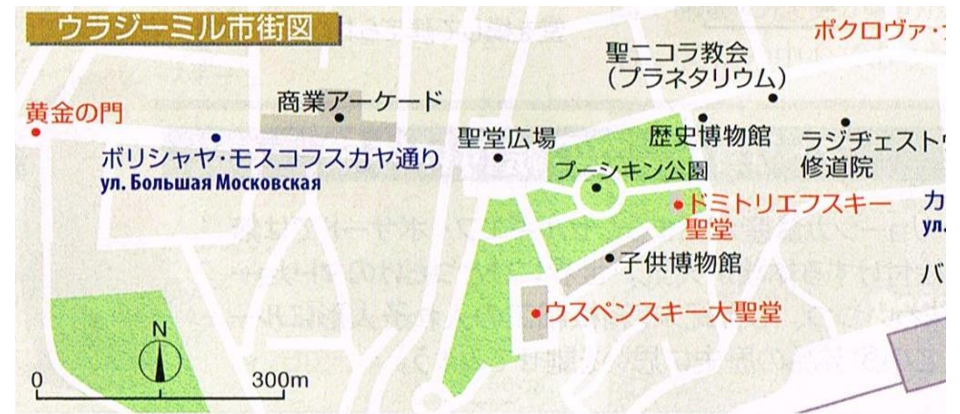 ウラジーミル市街図
ポクロヴァ・
聖ニコラ教会
(プラネタリウム)
黄金の門
商業アーケード
聖堂広場
歴史博物館
ラジヂェスト
修道院
ボリシャヤ・モスコフスカヤ通り
ул. Большая Московская
プーシキン公園
ドミトリエフスキー
聖堂
カ
ул.
子供博物館
バ
ウスペンスキー大聖堂
N
0 300m